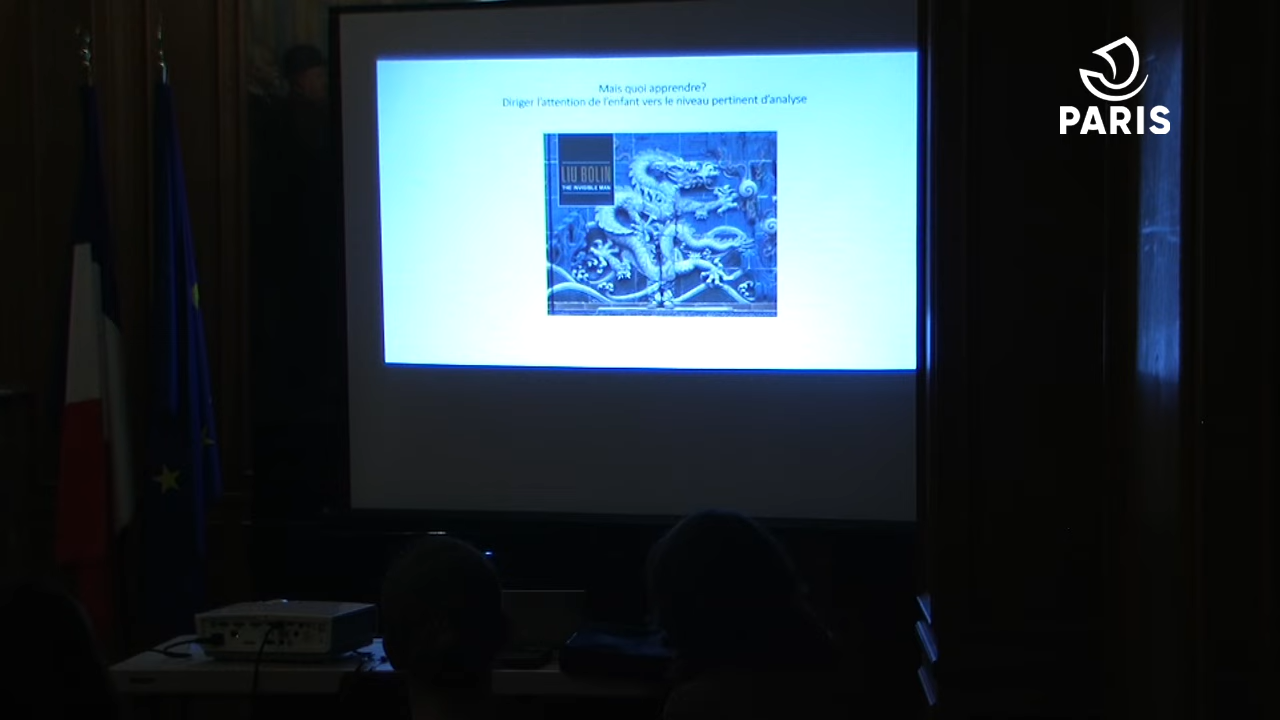 Mais quoi apprendre?
Diriger l'attention de l'enfant vers le niveau pertinent d'analyse
LIU BOLIN
THE INVISIBLE MAN
PARIS